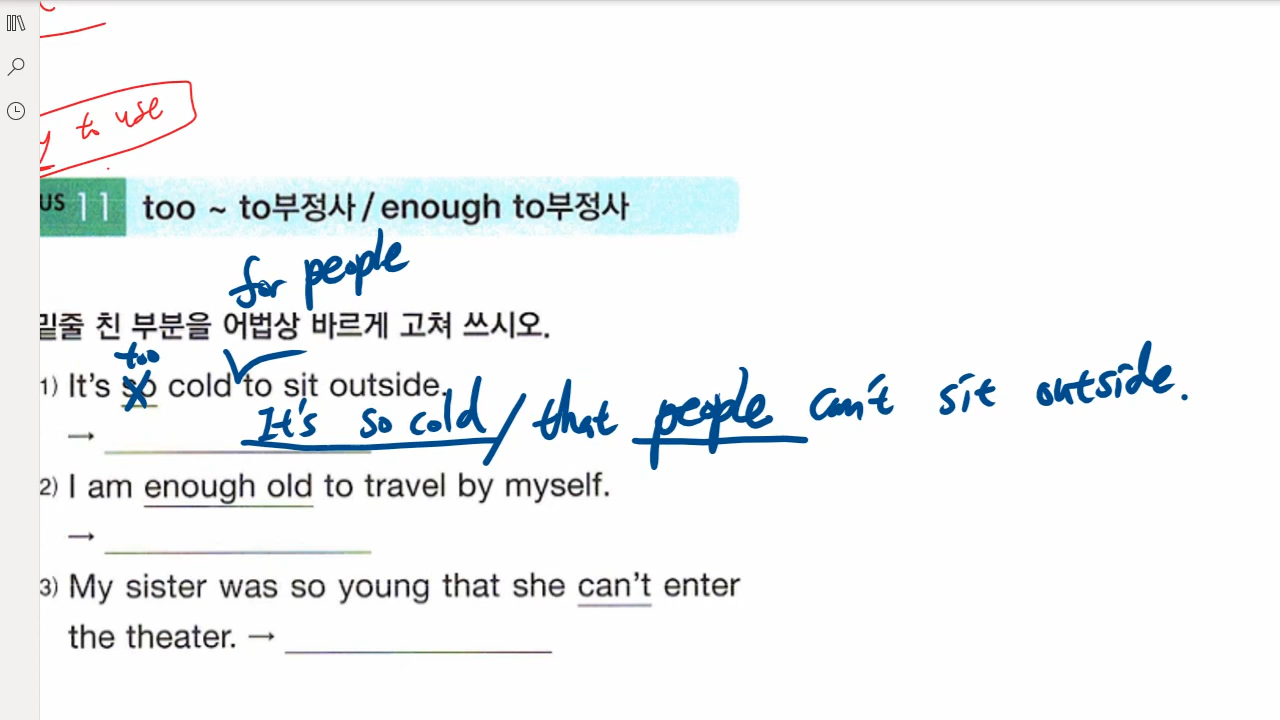 to use
US 11 too ~ to부정사 / enough to부정사
for people
밑줄 친 부분을 어법상 바르게 고쳐 쓰시오.
too
1) It's so cold to sit outside.
→ It's so cold / that people can't sit outside.
2) I am enough old to travel by myself.
→
3) My sister was so young that she can't enter
the theater. →